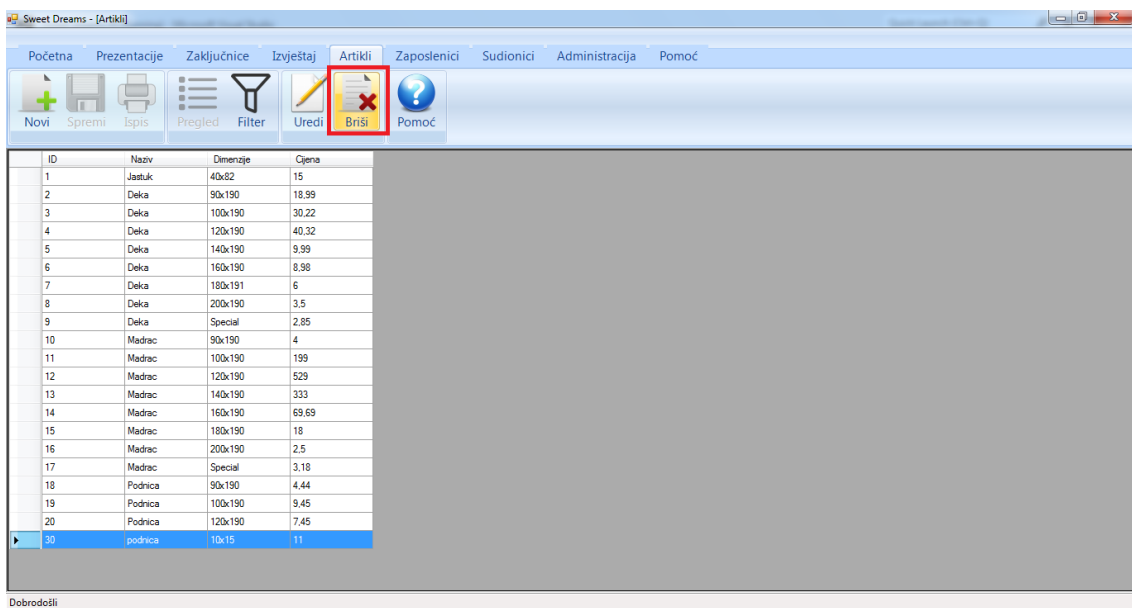 Sweet Dreams - [Artikli]
Početna Prezentacije Zaključnice Izvještaj Artikli Zaposlenici Sudionici Administracija Pomoć
Novi Spremi Ispis Pregled Filter Uredi Briši Pomoć
ID Naziv Dimenzije Cijena
1 Jastuk 40x82 15
2 Deka 90x190 18,99
3 Deka 100x190 30,22
4 Deka 120x190 40,32
5 Deka 140x190 9,99
6 Deka 160x190 8,98
7 Deka 180x191 6
8 Deka 200x190 3,5
9 Deka Special 2,85
10 Madrac 90x190 4
11 Madrac 100x190 199
12 Madrac 120x190 529
13 Madrac 140x190 333
14 Madrac 160x190 69,69
15 Madrac 180x190 18
16 Madrac 200x190 2,5
17 Madrac Special 3,18
18 Podnica 90x190 4,44
19 Podnica 100x190 9,45
20 Podnica 120x190 7,45
30 podnica 10x15 11
Dobrodošli